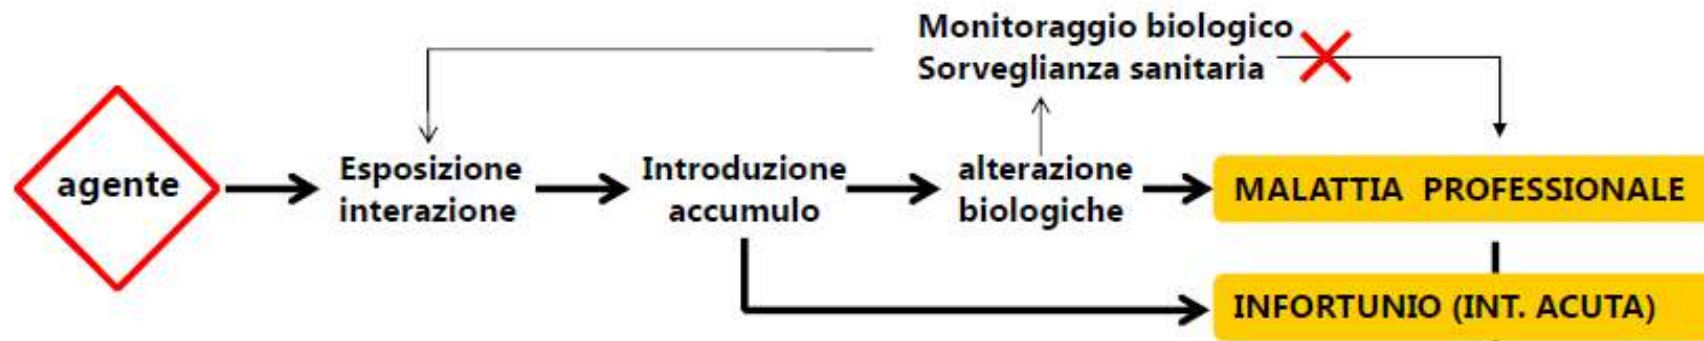 Monitoraggio biologico
Sorveglianza sanitaria
agente
Esposizione
interazione
Introduzione
accumulo
alterazione
biologiche
MALATTIA PROFESSIONALE
INFORTUNIO (INT. ACUTA)